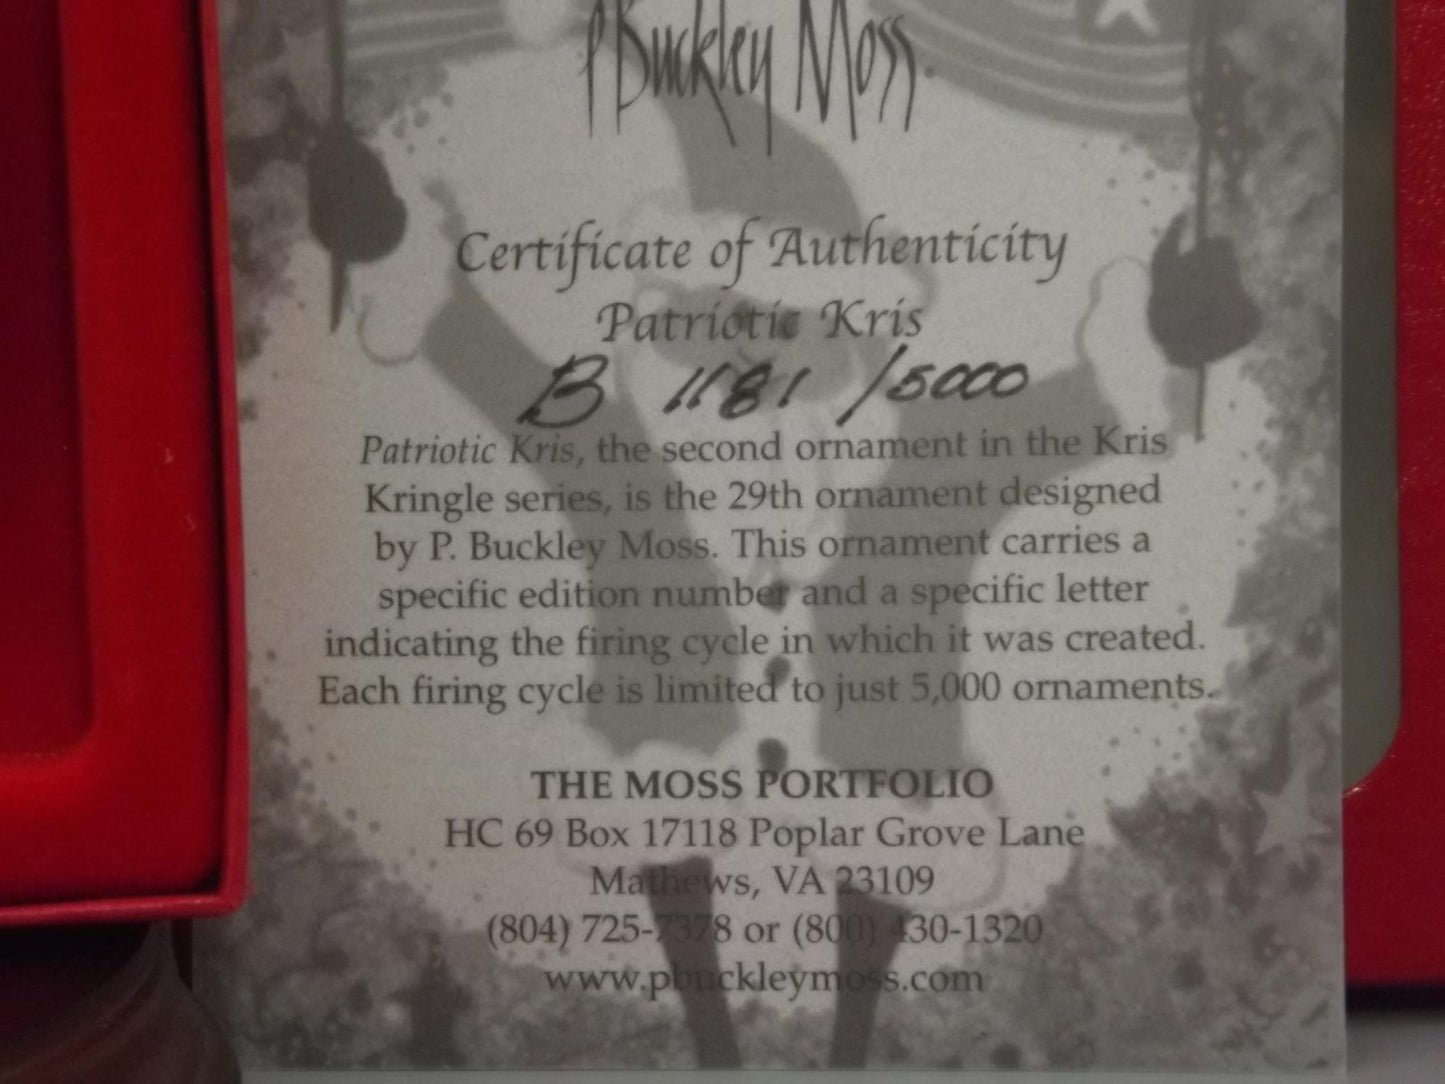 P Buckley Moss.
Certificate of Authenticity
Patriotic Kris
B 1181 /5000
Patriotic Kris, the second ornament in the Kris
Kringle series, is the 29th ornament designed
by P. Buckley Moss. This ornament carries a
specific edition number and a specific letter
indicating the firing cycle in which it was created.
Each firing cycle is limited to just 5,000 ornaments.
THE MOSS PORTFOLIO
HC 69 Box 17118 Poplar Grove Lane
Mathews, VA 23109
(804) 725-7378 or (800) 430-1320
www.pbuckleymoss.com